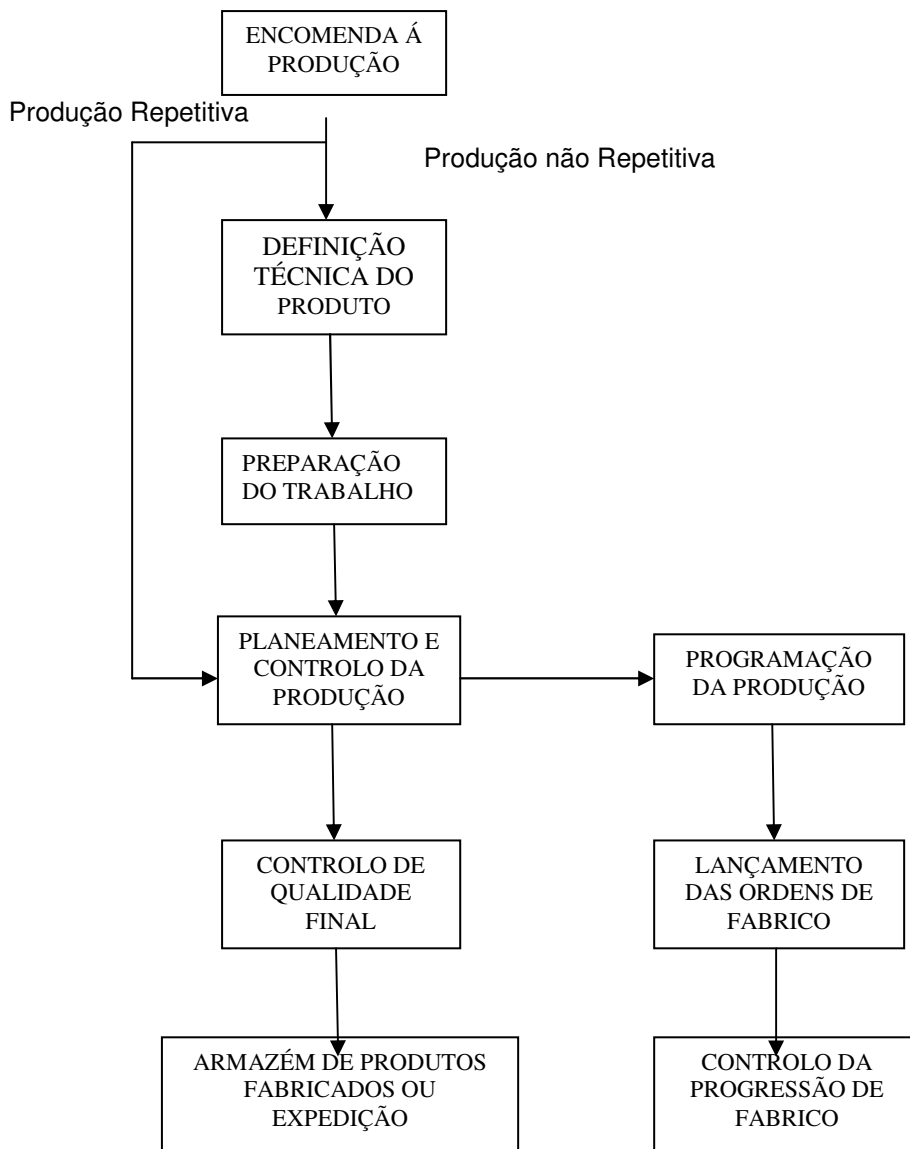 ENCOMENDA Á
PRODUÇÃO
Produção Repetitiva
Produção não Repetitiva
DEFINIÇÃO
TÉCNICA DO
PRODUTO
PREPARAÇÃO
DO TRABALHO
PLANEAMENTO E
CONTROLO DA
PRODUÇÃO
PROGRAMAÇÃO
DA PRODUÇÃO
CONTROLO DE
QUALIDADE
FINAL
LANÇAMENTO
DAS ORDENS DE
FABRICO
ARMAZÉM DE PRODUTOS
FABRICADOS OU
EXPEDIÇÃO
CONTROLO DA
PROGRESSÃO DE
FABRICO